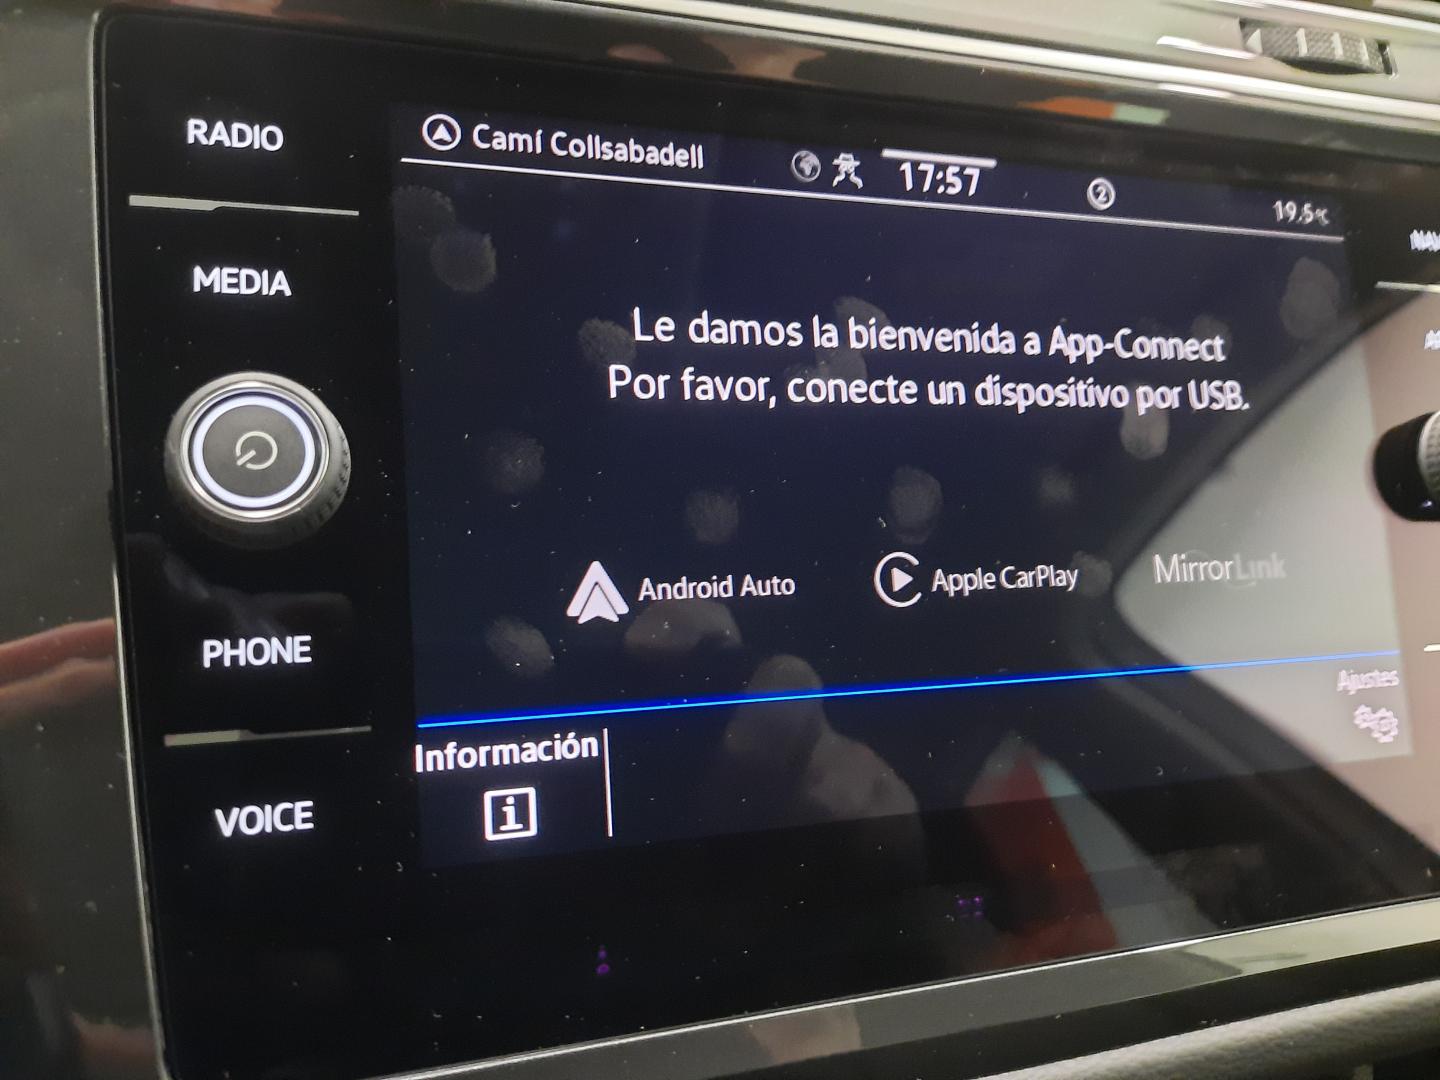 RADIO
MEDIA
PHONE
VOICE
Camí Collsabadell
17:57
2
19.5°C
Le damos la bienvenida a App-Connect
Por favor, conecte un dispositivo por USB.
Android Auto
Apple CarPlay
MirrorLink
Ajustes
Información
i